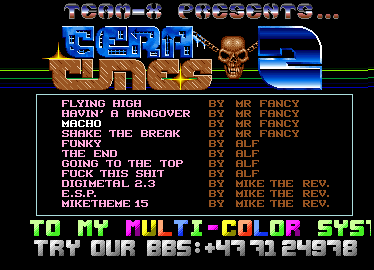 TEAM-X PRESENTS...
CERA 2
TUNES
FLYING HIGH BY MR FANCY
HAVIN' A HANGOVER BY MR FANCY
MACHO BY MR FANCY
SHAKE THE BREAK BY MR FANCY
FUNKY BY ALF
THE END BY ALF
GOING TO THE TOP BY ALF
FUCK THIS SHIT BY ALF
DIGIMETAL 2.3 BY MIKE THE REV.
E.S.P. BY MIKE THE REV.
MIKETHEME 15 BY MIKE THE REV.
TO MY MULTI-COLOR SYST
TRY OUR BBS:+47 71 24978